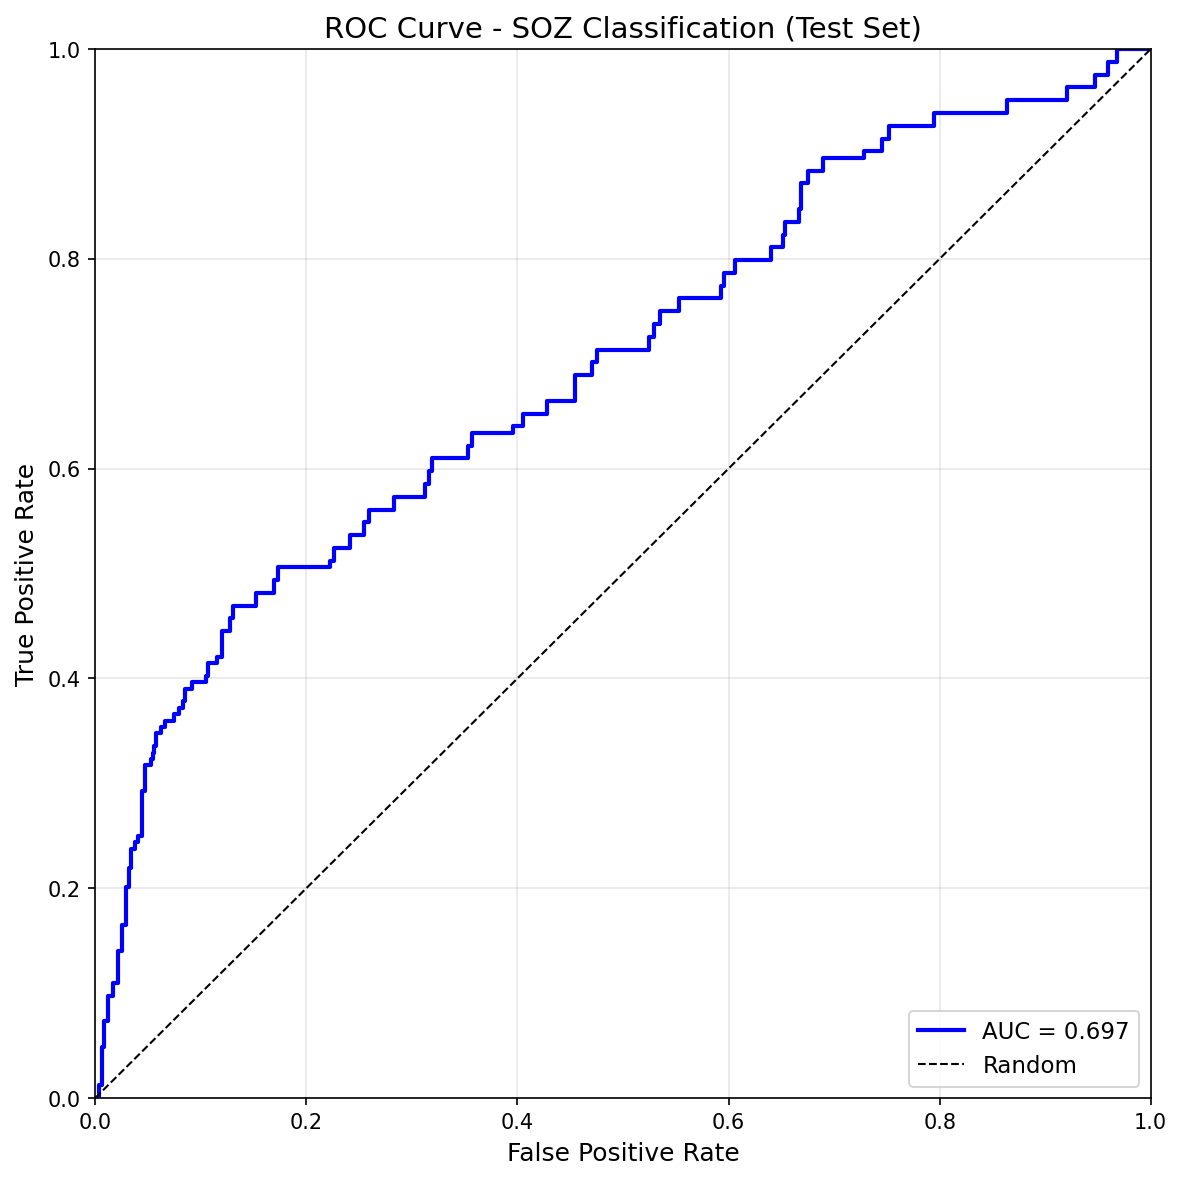 ROC Curve - SOZ Classification (Test Set)
1.0
0.8
0.6
0.4
0.2
0.0
True Positive Rate
0.0 0.2 0.4 0.6 0.8 1.0
False Positive Rate
AUC = 0.697
Random